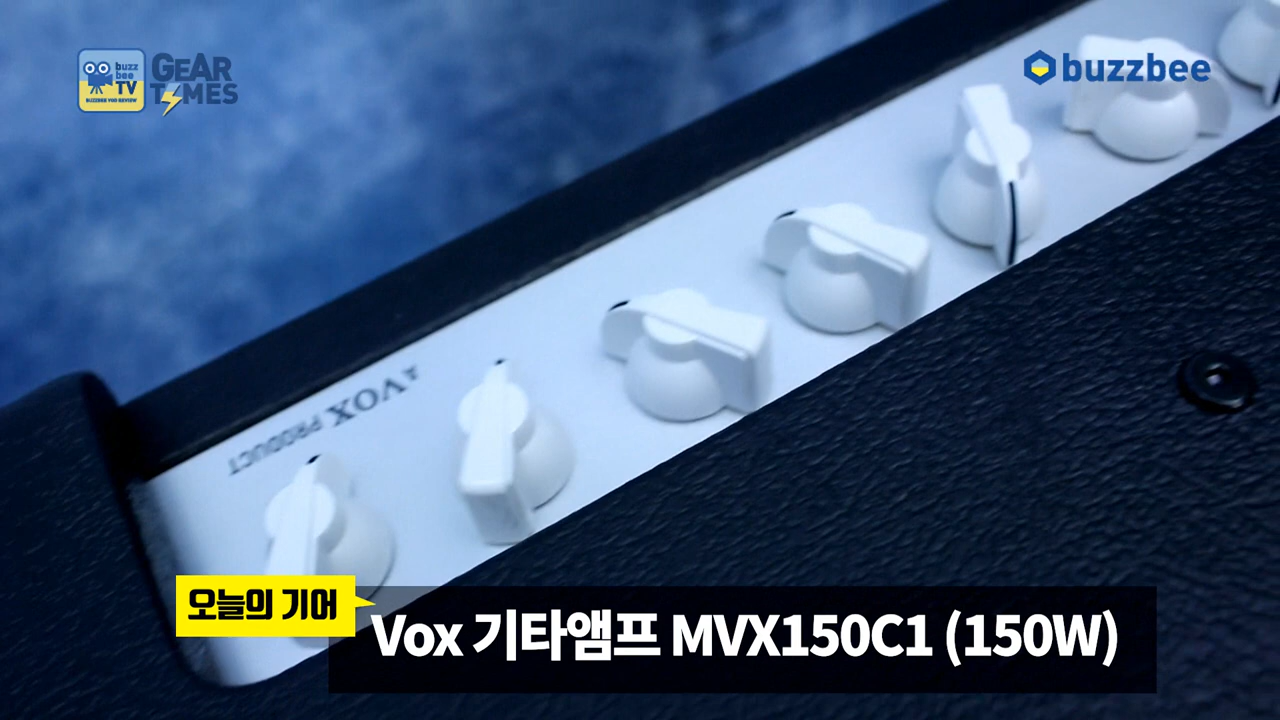 buzz
bee
TV
BUZZBEE VOD REVIEW
GEAR
TIMES
buzzbee
VOX PRODUCT
오늘의 기어
Vox 기타앰프 MVX150C1 (150W)